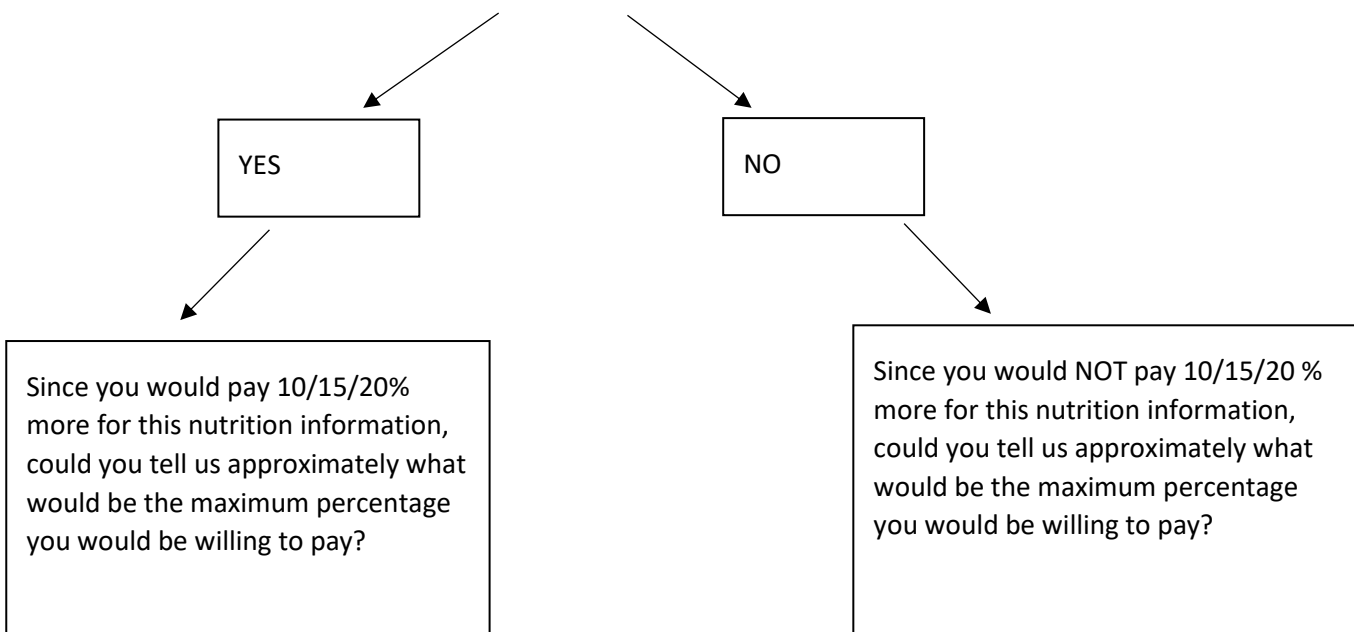 YES
NO
Since you would pay 10/15/20%
more for this nutrition information,
could you tell us approximately what
would be the maximum percentage
you would be willing to pay?
Since you would NOT pay 10/15/20 %
more for this nutrition information,
could you tell us approximately what
would be the maximum percentage
you would be willing to pay?